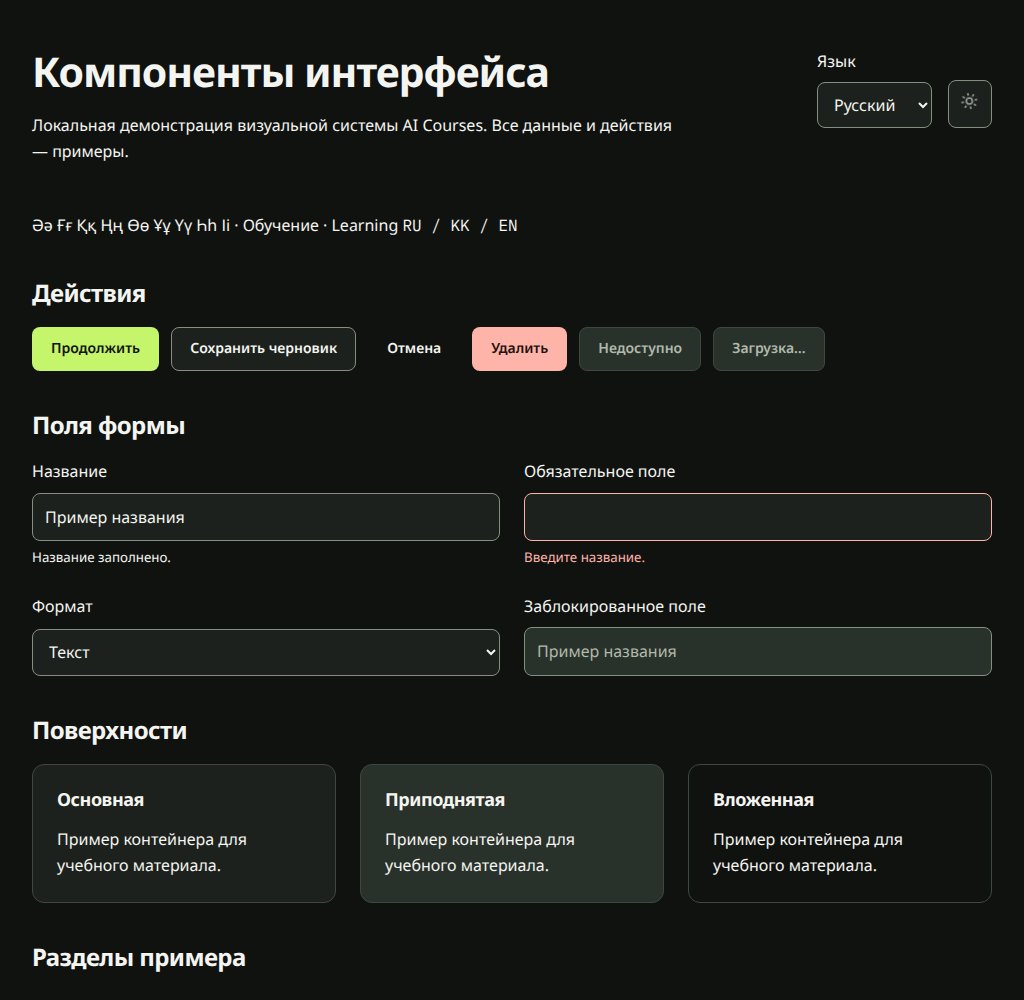 Компоненты интерфейса
Язык
Русский
Локальная демонстрация визуальной системы AI Courses. Все данные и действия
— примеры.
Әә Ғғ Ққ Ңң Өө Ұұ Үү Һһ Іі · Обучение · Learning RU / KK / EN
Действия
Продолжить
Сохранить черновик
Отмена
Удалить
Недоступно
Загрузка...
Поля формы
Название
Обязательное поле
Пример названия
Название заполнено.
Введите название.
Формат
Заблокированное поле
Текст
Пример названия
Поверхности
Основная
Пример контейнера для
учебного материала.
Приподнятая
Пример контейнера для
учебного материала.
Вложенная
Пример контейнера для
учебного материала.
Разделы примера